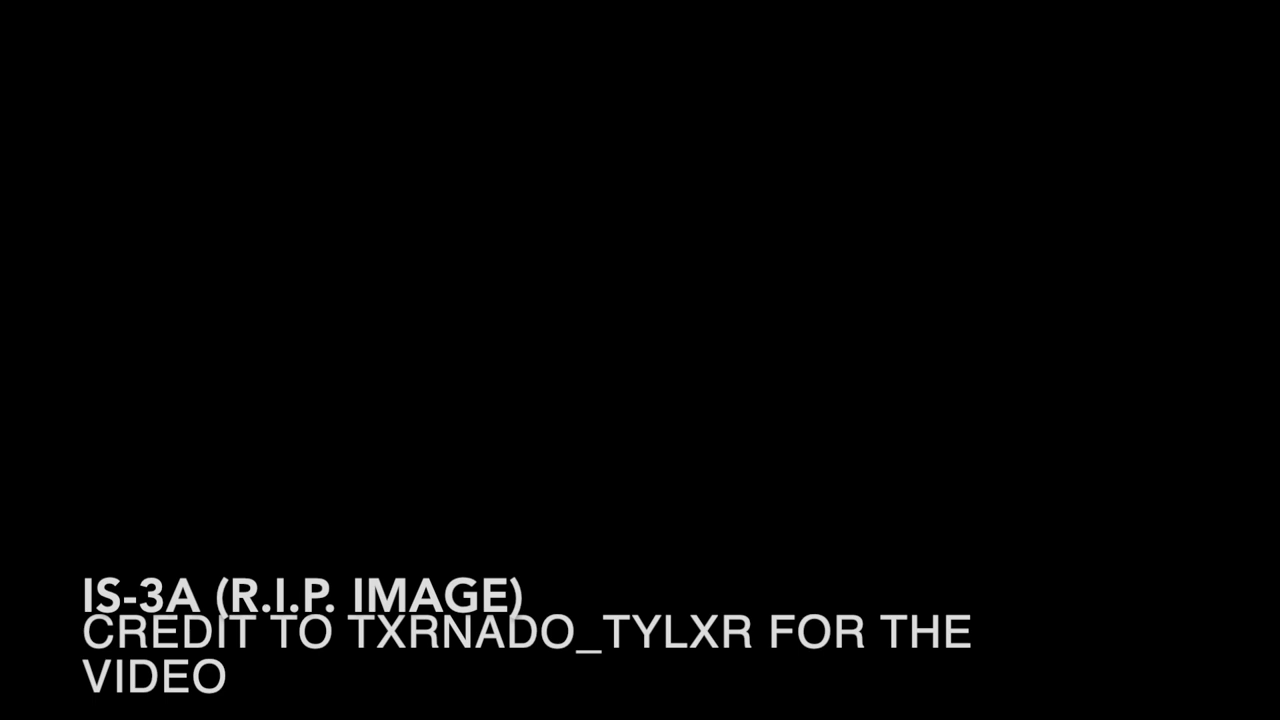 IS-3A (R.I.P. IMAGE)
CREDIT TO TXRNADO_TYLXR FOR THE
VIDEO